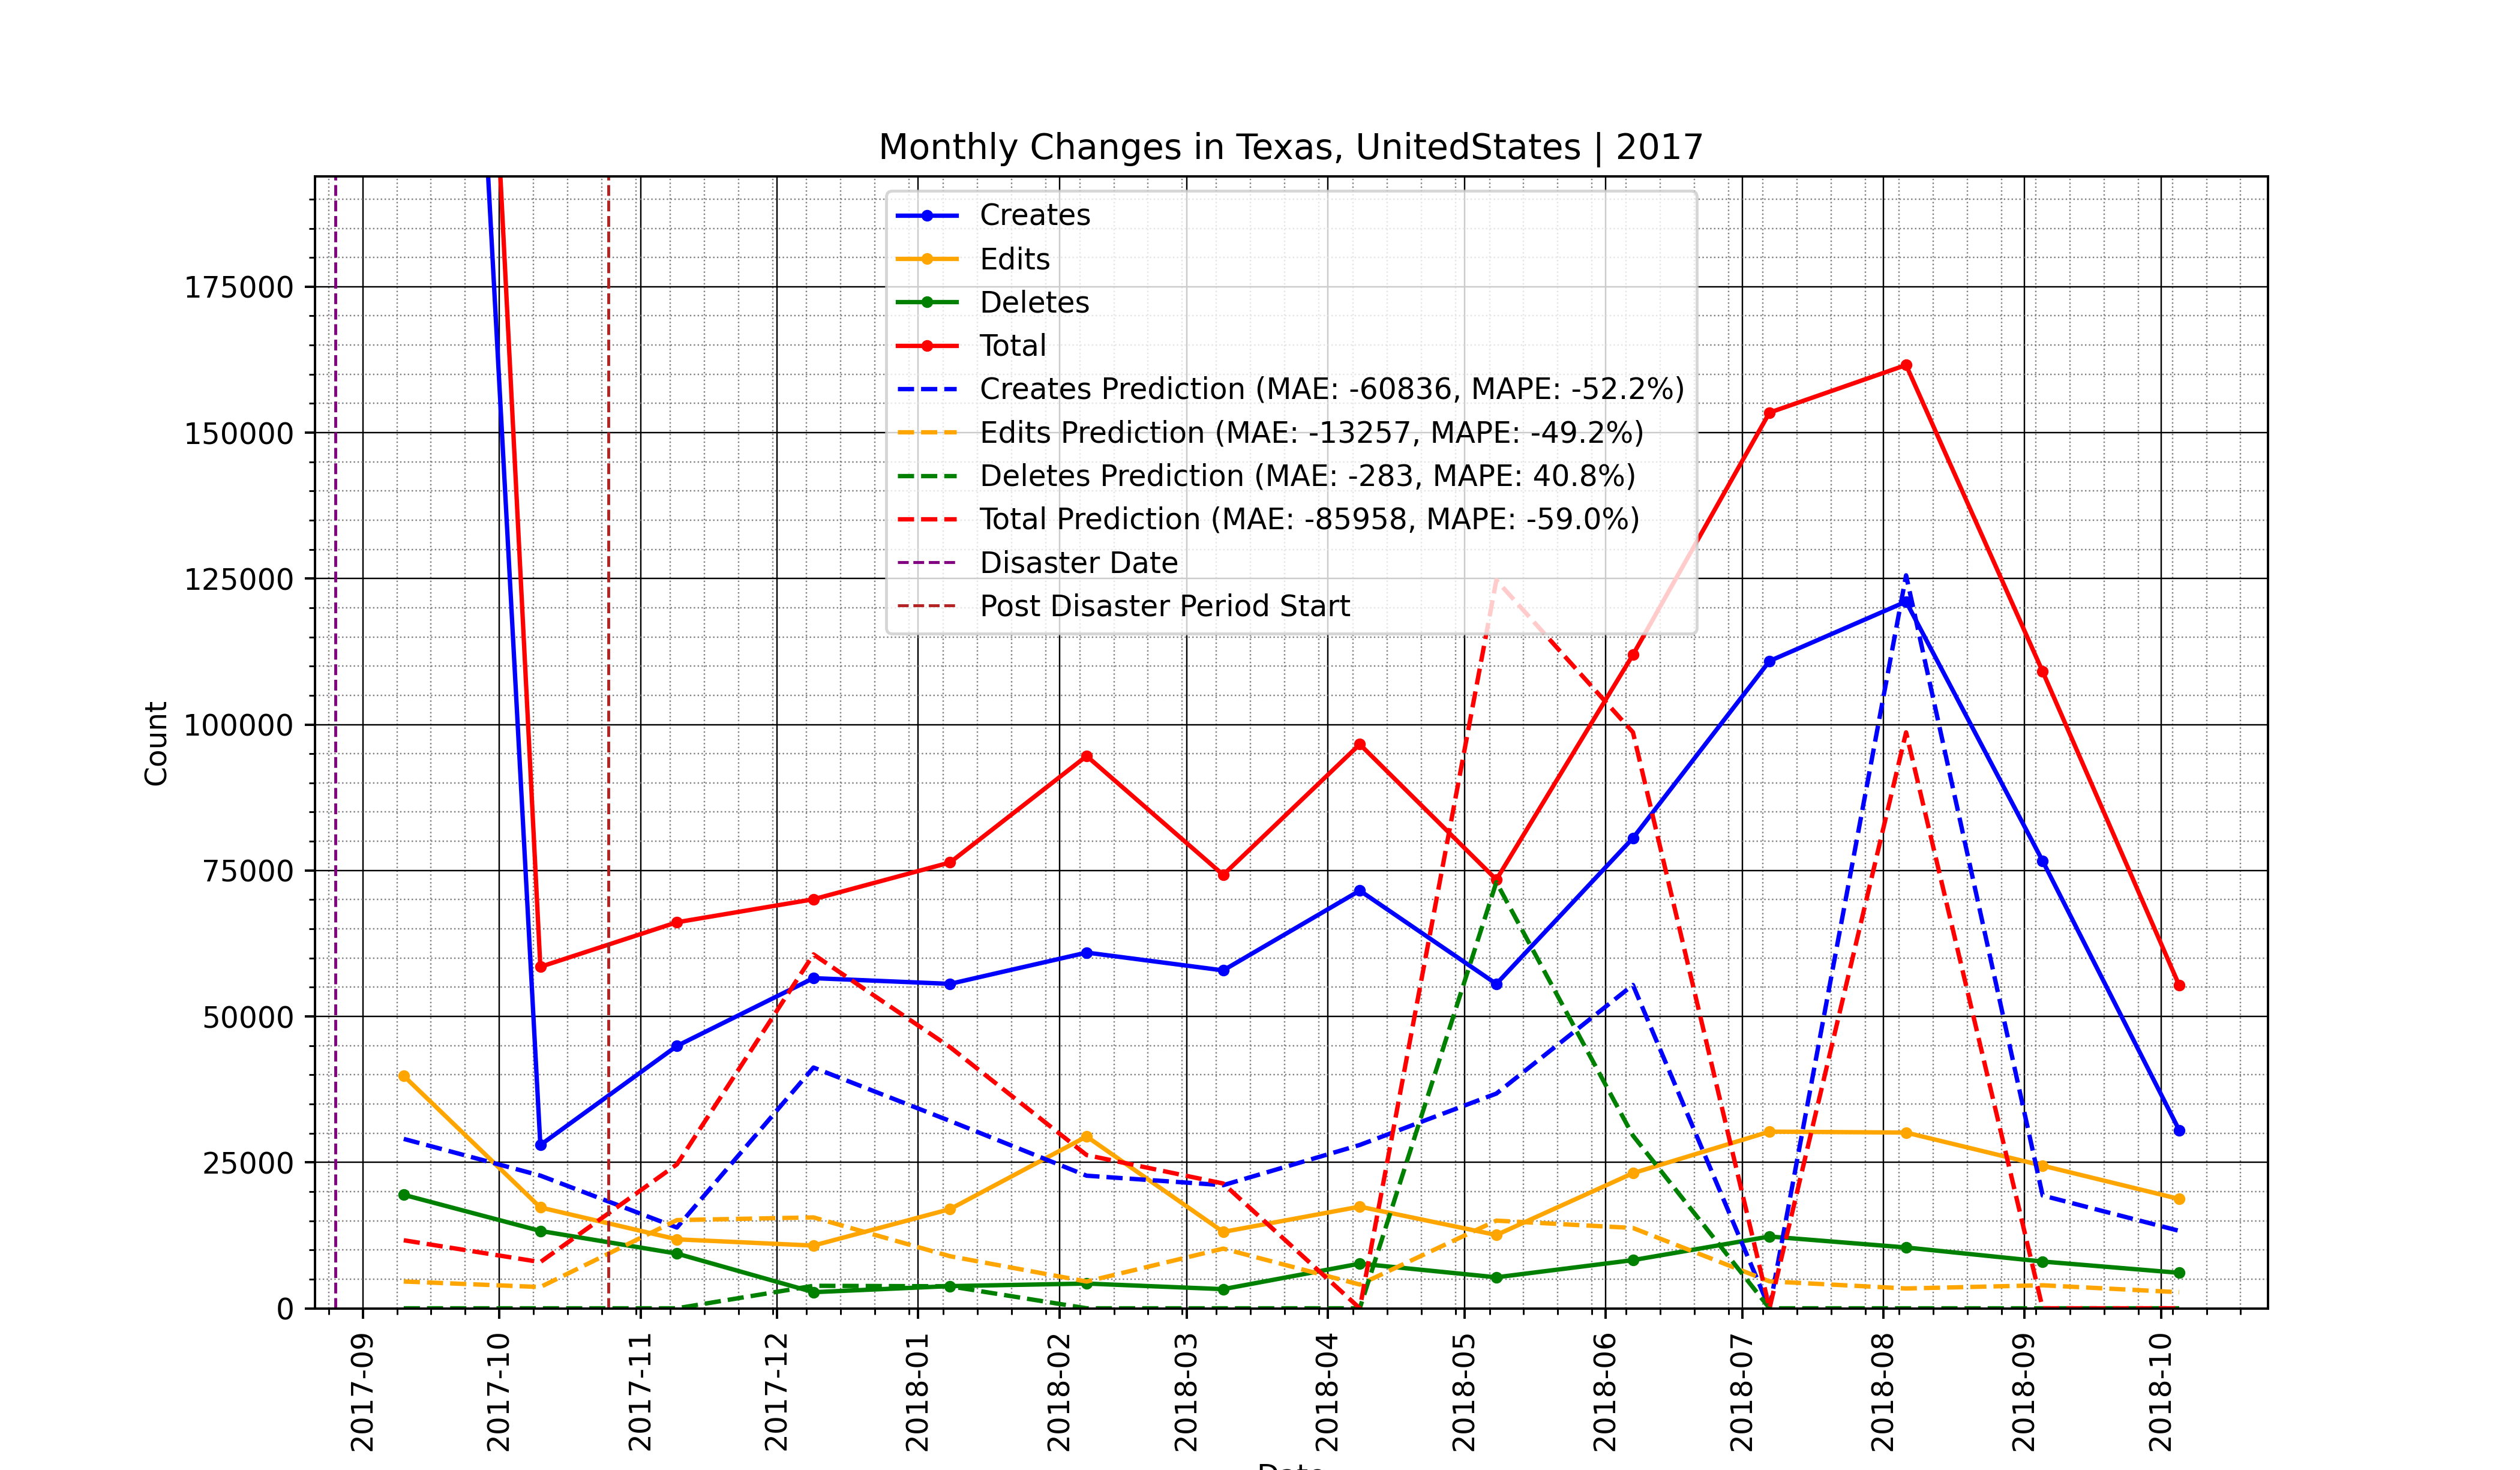 Monthly Changes in Texas, UnitedStates | 2017
Creates
Edits
Deletes
Total
Creates Prediction (MAE: -60836, MAPE: -52.2%)
Edits Prediction (MAE: -13257, MAPE: -49.2%)
Deletes Prediction (MAE: -283, MAPE: 40.8%)
Total Prediction (MAE: -85958, MAPE: -59.0%)
Disaster Date
Post Disaster Period Start
Count
175000
150000
125000
100000
75000
50000
25000
0
2017-09
2017-10
2017-11
2017-12
2018-01
2018-02
2018-03
2018-04
2018-05
2018-06
2018-07
2018-08
2018-09
2018-10
Date